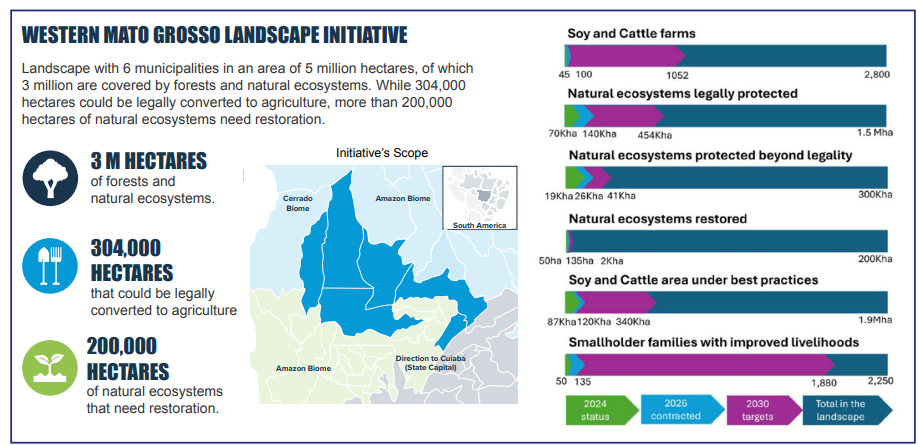 WESTERN MATO GROSSO LANDSCAPE INITIATIVE
Landscape with 6 municipalities in an area of 5 million hectares, of which
3 million are covered by forests and natural ecosystems. While 304,000
hectares could be legally converted to agriculture, more than 200,000
hectares of natural ecosystems need restoration.
3 M HECTARES
of forests and
natural ecosystems.
304,000
HECTARES
that could be legally
converted to agriculture
200,000
HECTARES
of natural ecosystems
that need restoration.
Initiative's Scope
Cerrado
Biome
Amazon Biome
South America
Amazon Biome
Direction to Cuiabá
(State Capital)
Soy and Cattle farms
45 100 1052 2,800
Natural ecosystems legally protected
70Kha 140Kha 454Kha 1.5 Mha
Natural ecosystems protected beyond legality
19Kha 26Kha 41Kha 300Kha
Natural ecosystems restored
50ha 135ha 2Kha 200Kha
Soy and Cattle area under best practices
87Kha 120Kha 340Kha 1.9Mha
Smallholder families with improved livelihoods
50 135 1,880 2,250
2024
status
2026
contracted
2030
targets
Total in the
landscape